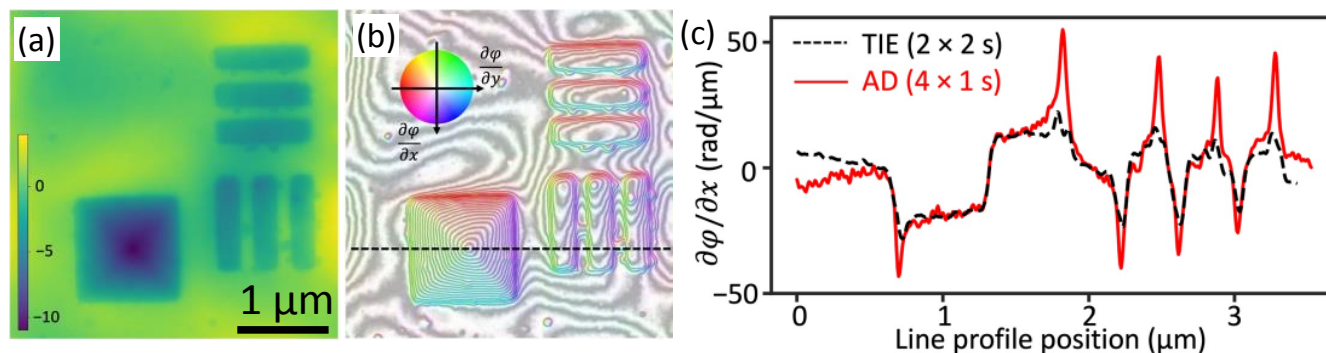 (a)
0
−5
−10
1 μm
(b)
∂φ
∂y
∂φ
∂x
(c)
TIE (2 × 2 s)
AD (4 × 1 s)
∂φ/∂x (rad/μm)
50
0
−50
0
1
2
3
Line profile position (μm)